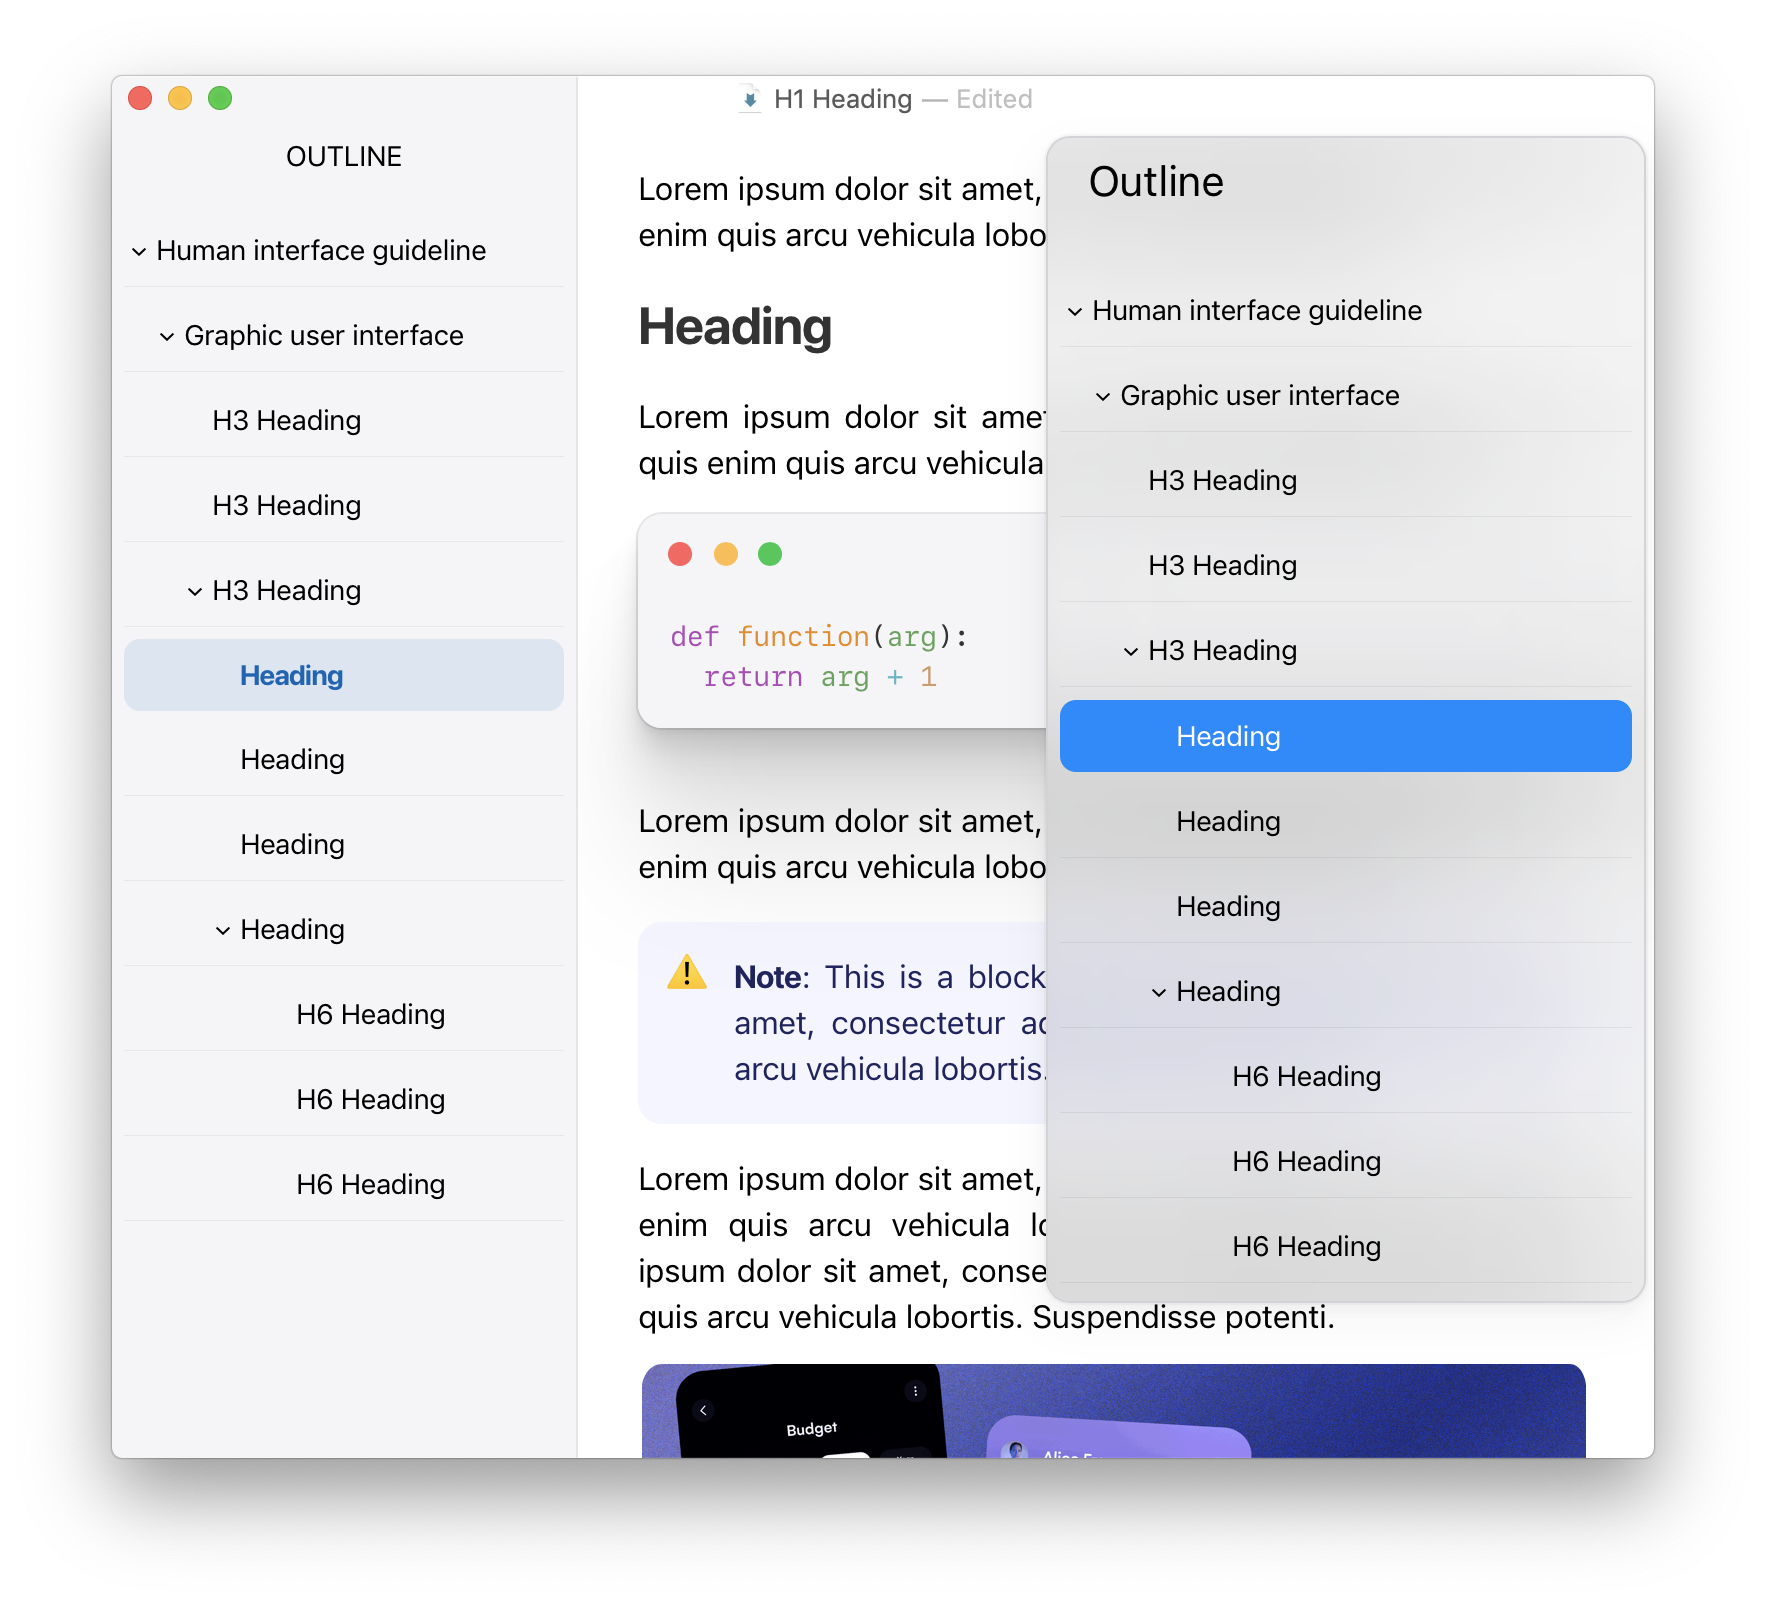 H1 Heading — Edited
OUTLINE
Human interface guideline
Graphic user interface
H3 Heading
H3 Heading
H3 Heading
Heading
Heading
Heading
Heading
H6 Heading
H6 Heading
H6 Heading
Lorem ipsum dolor sit amet,
enim quis arcu vehicula lobo
Heading
Lorem ipsum dolor sit amet
quis enim quis arcu vehicula
def function(arg):
return arg + 1
Lorem ipsum dolor sit amet,
enim quis arcu vehicula lobo
Note: This is a block
amet, consectetur ad
arcu vehicula lobortis.
Lorem ipsum dolor sit amet,
enim quis arcu vehicula lo
ipsum dolor sit amet, conse
quis arcu vehicula lobortis. Suspendisse potenti.
Budget
Outline
Human interface guideline
Graphic user interface
H3 Heading
H3 Heading
H3 Heading
Heading
Heading
Heading
Heading
H6 Heading
H6 Heading
H6 Heading